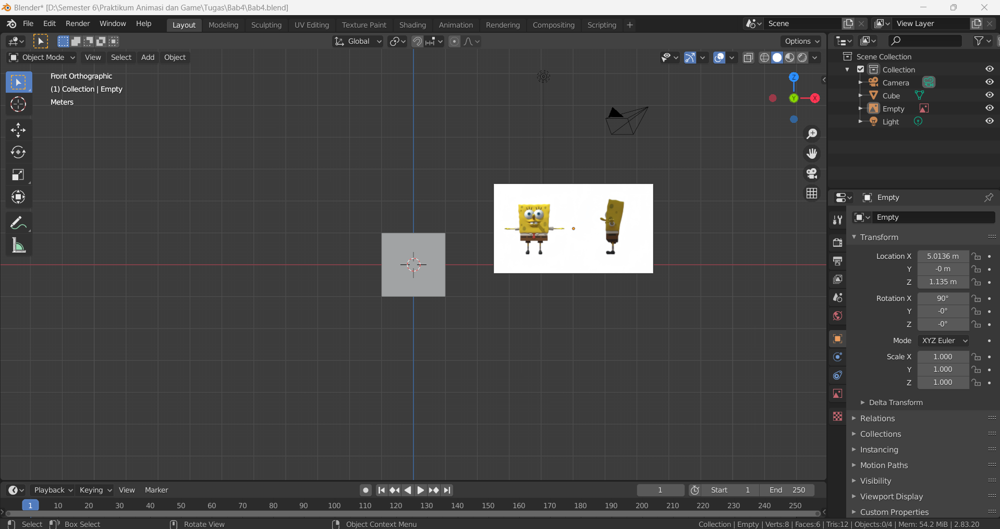 Blender* [D:\Semester 6\Praktikum Animasi dan Game\Tugas\Bab4\Bab4.blend]
File Edit Render Window Help Layout Modeling Sculpting UV Editing Texture Paint Shading Animation Rendering Compositing Scripting + Scene View Layer
Global Options
Object Mode View Select Add Object
Front Orthographic
(1) Collection | Empty
Meters
Z
Y
X
Scene Collection
Collection
Camera
Cube
Empty
Light
Empty
Empty
Transform
Location X 5.0136 m
Y -0 m
Z 1.135 m
Rotation X 90°
Y -0°
Z -0°
Mode XYZ Euler
Scale X 1.000
Y 1.000
Z 1.000
Delta Transform
Relations
Collections
Instancing
Motion Paths
Visibility
Viewport Display
Custom Properties
Playback Keying View Marker 1 Start 1 End 250
1 10 20 30 40 50 60 70 80 90 100 110 120 130 140 150 160 170 180 190 200 210 220 230 240 250
Select Box Select Rotate View Object Context Menu Collection | Empty | Verts:8 | Faces:6 | Tris:12 | Objects:0/4 | Mem: 54.2 MiB | 2.83.20